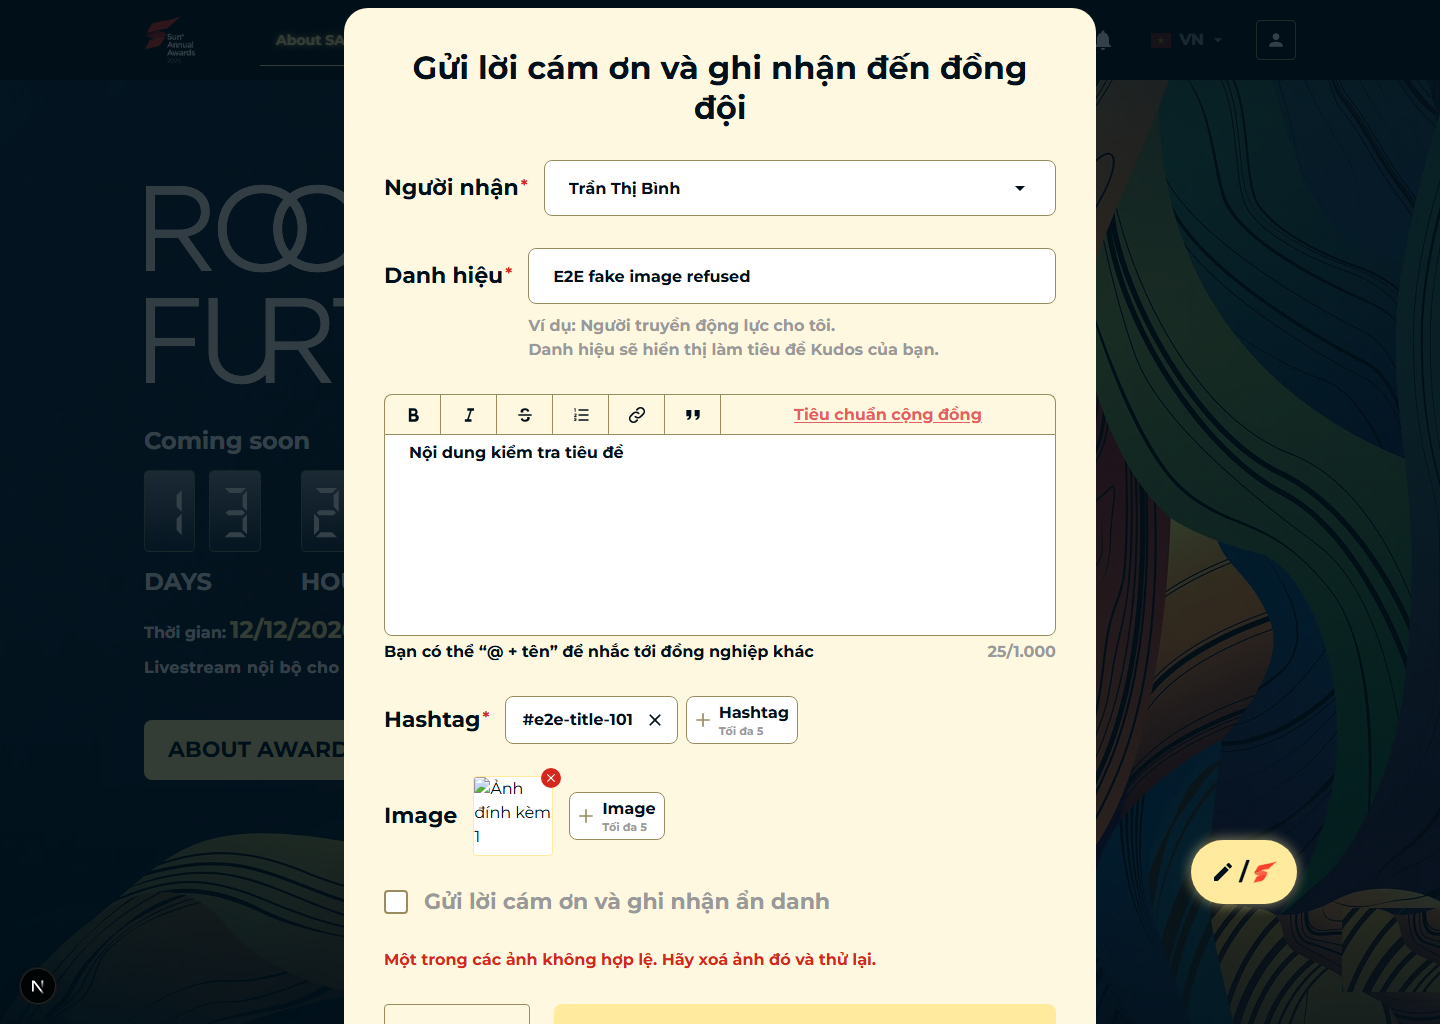 Sun*
Annual
Awards
About SA
VN
Gửi lời cám ơn và ghi nhận đến đồng
đội
Người nhận*
Trần Thị Bình
Danh hiệu*
E2E fake image refused
Ví dụ: Người truyền động lực cho tôi.
Danh hiệu sẽ hiển thị làm tiêu đề Kudos của bạn.
Tiêu chuẩn cộng đồng
Nội dung kiểm tra tiêu đề
Bạn có thể “@ + tên” để nhắc tới đồng nghiệp khác
25/1.000
Hashtag*
#e2e-title-101
Hashtag
Tối đa 5
Image
Ảnh
đính kèm
1
Image
Tối đa 5
Gửi lời cám ơn và ghi nhận ẩn danh
Một trong các ảnh không hợp lệ. Hãy xoá ảnh đó và thử lại.
ROO
FURT
Coming soon
13 2
DAYS
HOU
Thời gian: 12/12/202
Livestream nội bộ cho
ABOUT AWARD
/
N